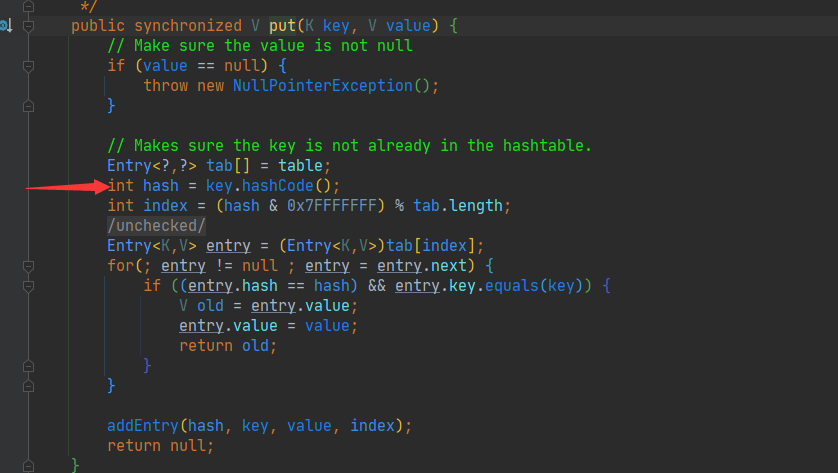 */
public synchronized V put(K key, V value) {
// Make sure the value is not null
if (value == null) {
throw new NullPointerException();
}
// Makes sure the key is not already in the hashtable.
Entry<?,?> tab[] = table;
int hash = key.hashCode();
int index = (hash & 0x7FFFFFFF) % tab.length;
/unchecked/
Entry<K,V> entry = (Entry<K,V>)tab[index];
for(; entry != null ; entry = entry.next) {
if ((entry.hash == hash) && entry.key.equals(key)) {
V old = entry.value;
entry.value = value;
return old;
}
}
addEntry(hash, key, value, index);
return null;
}